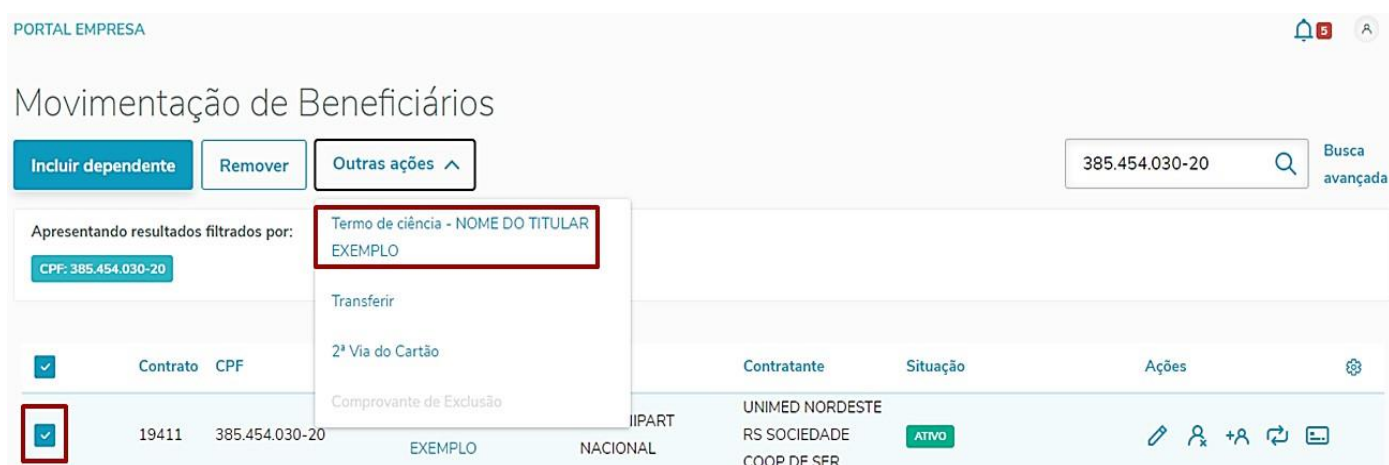 PORTAL EMPRESA
5
Movimentação de Beneficiários
Incluir dependente
Remover
Outras ações
385.454.030-20
Busca
avançada
Apresentando resultados filtrados por:
CPF: 385.454.030-20
Termo de ciência - NOME DO TITULAR
EXEMPLO
Transferir
2ª Via do Cartão
Comprovante de Exclusão
Contrato CPF Contratante Situação Ações
19411 385.454.030-20
EXEMPLO
NACIONAL
UNIMED NORDESTE
RS SOCIEDADE
COOP DE SER
ATIVO